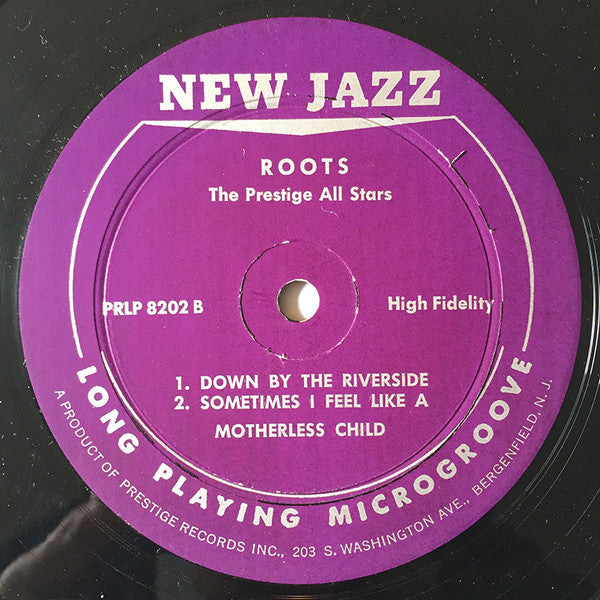 NEW JAZZ
ROOTS
The Prestige All Stars
PRLP 8202 B
High Fidelity
1. DOWN BY THE RIVERSIDE
2. SOMETIMES I FEEL LIKE A
MOTHERLESS CHILD
LONG PLAYING MICROGROOVE
A PRODUCT OF PRESTIGE RECORDS INC., 203 S. WASHINGTON AVE., BERGENFIELD, N. J.